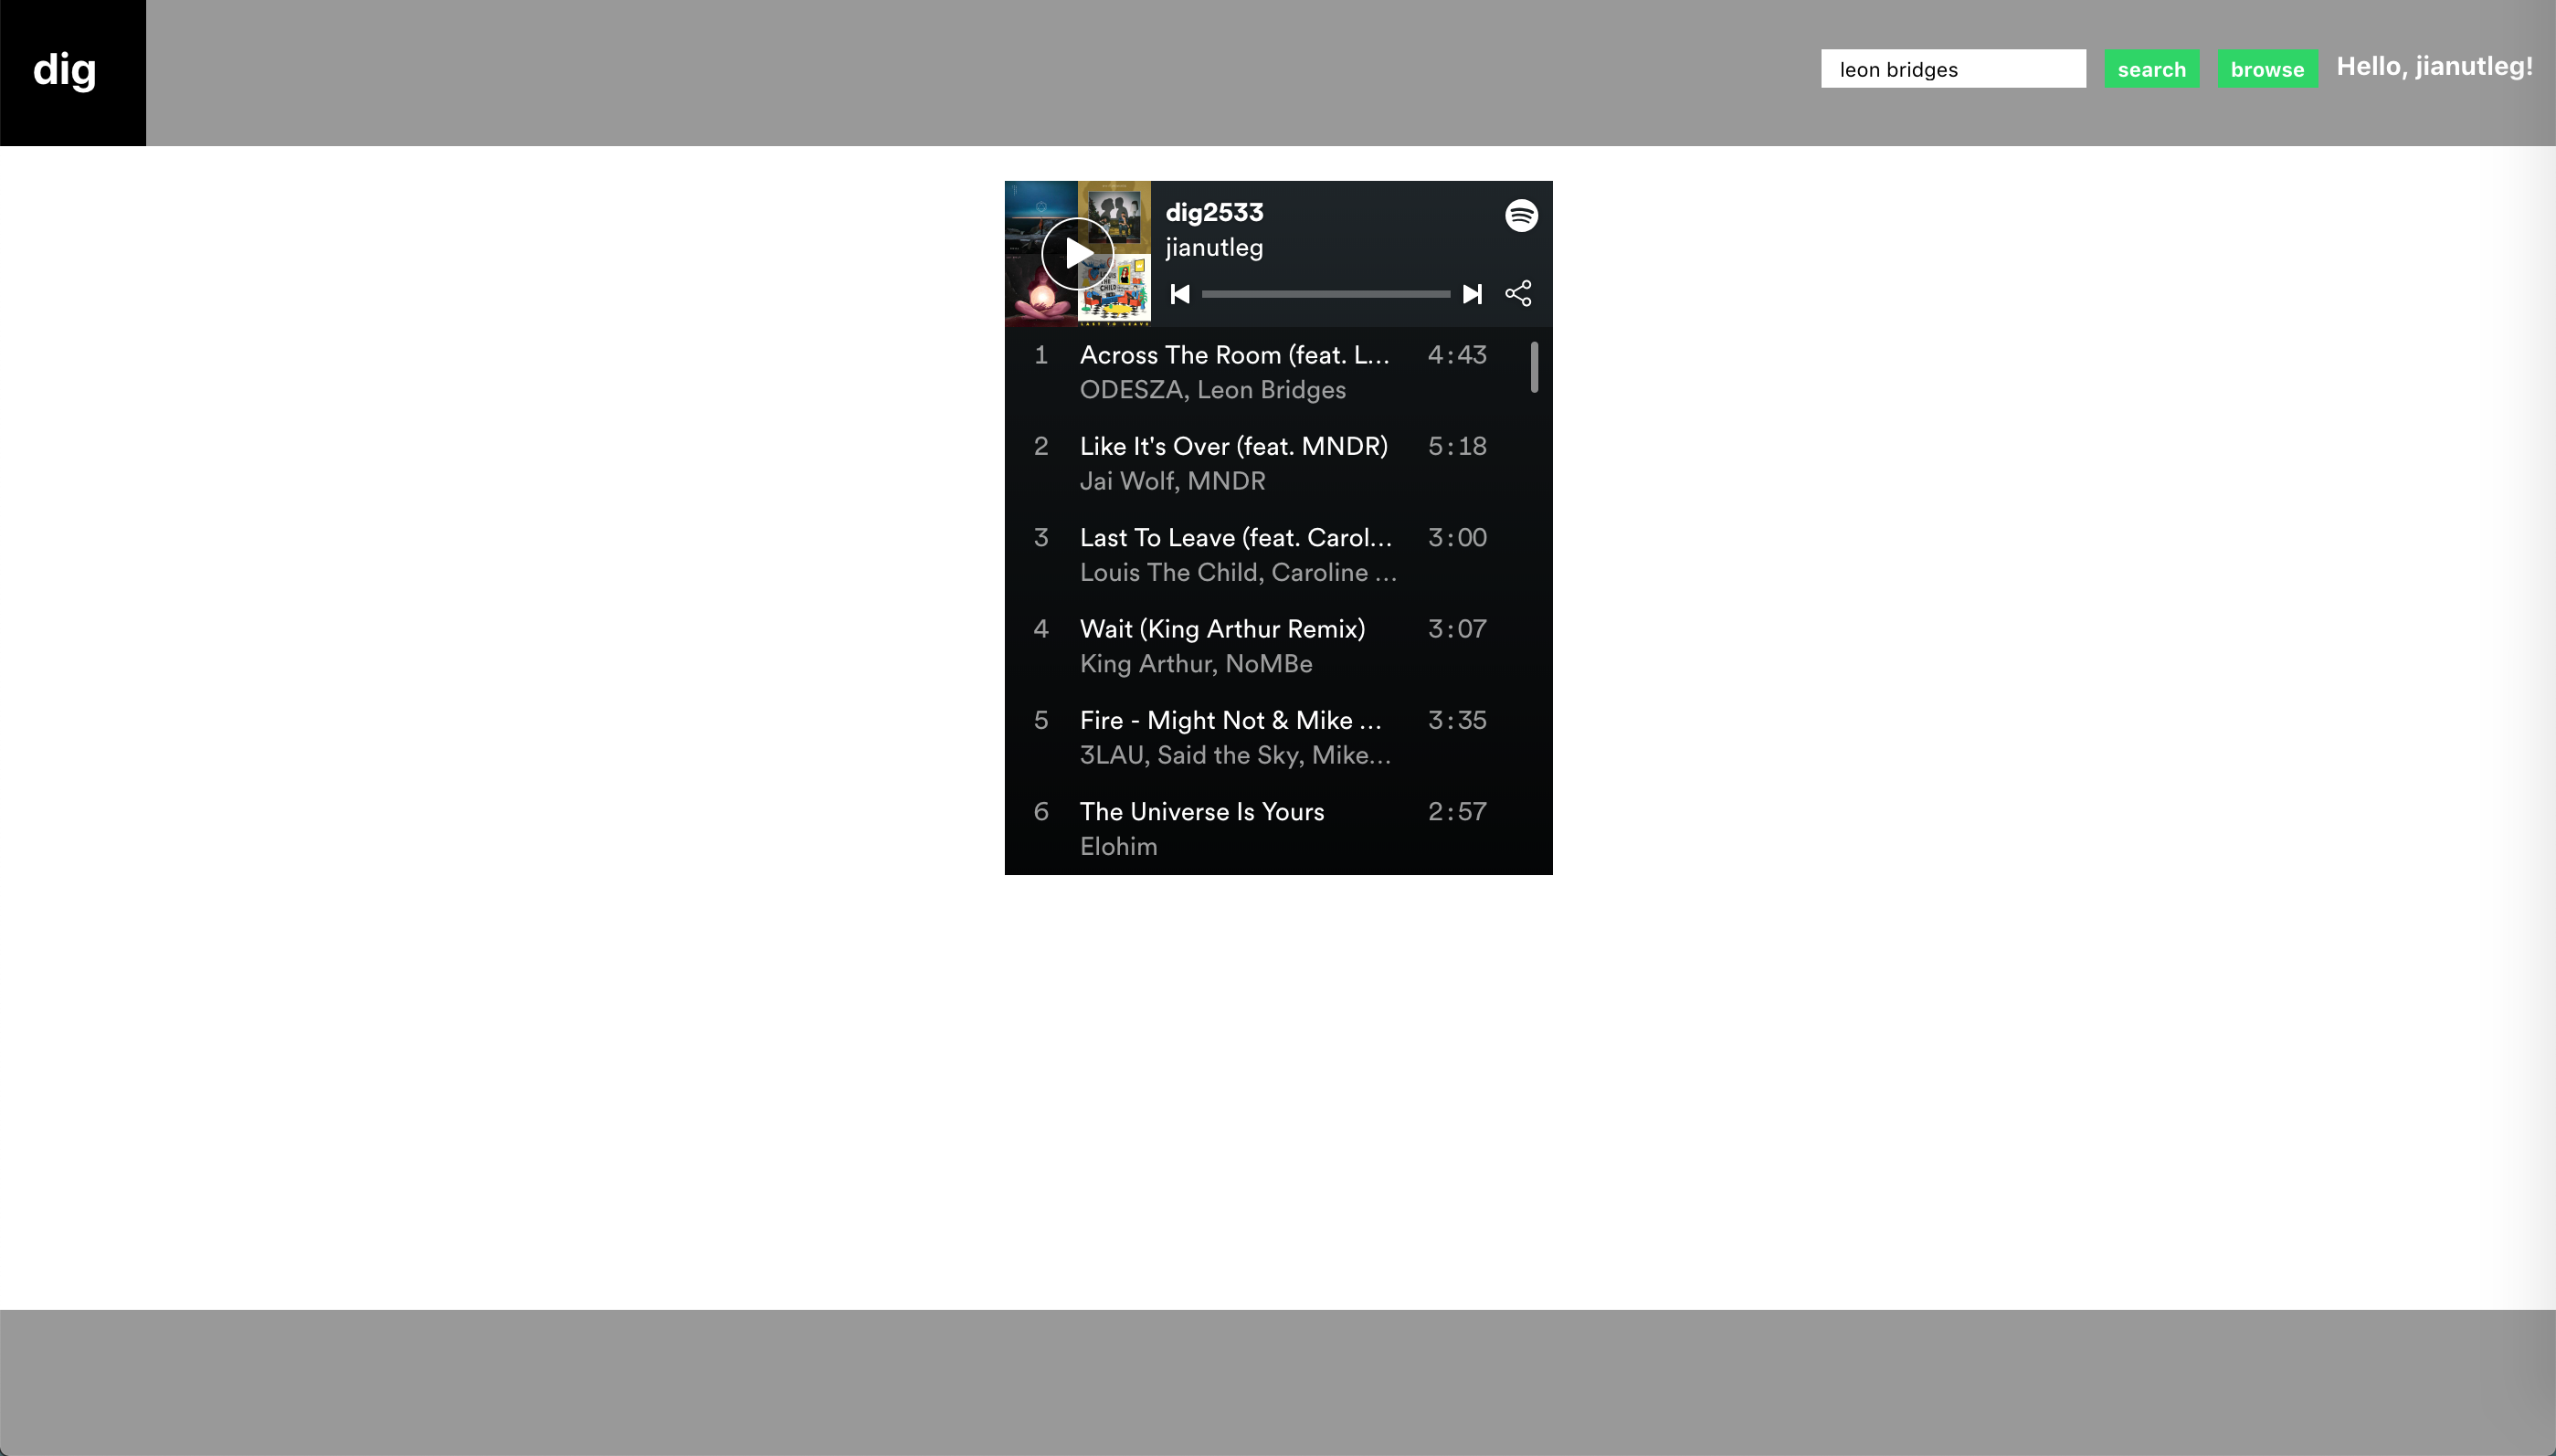 dig
leon bridges
search
browse
Hello, jianutleg!
dig2533
jianutleg
LAST TO LEAVE
1 Across The Room (feat. L... 4:43
ODESZA, Leon Bridges
2 Like It's Over (feat. MNDR) 5:18
Jai Wolf, MNDR
3 Last To Leave (feat. Carol... 3:00
Louis The Child, Caroline ...
4 Wait (King Arthur Remix) 3:07
King Arthur, NoMBe
5 Fire - Might Not & Mike ... 3:35
3LAU, Said the Sky, Mike...
6 The Universe Is Yours 2:57
Elohim